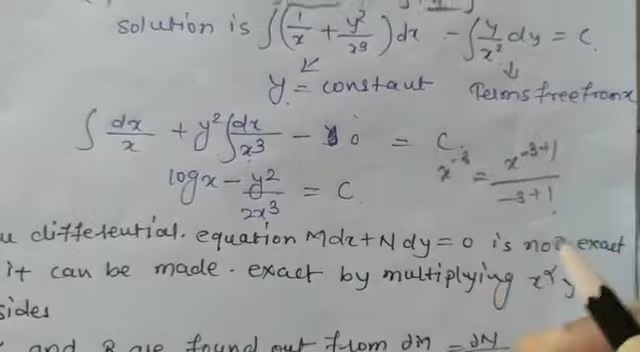 solution is ∫(1/x + y²/x³)dx - ∫y/x² dy = C.
y = constant Terms free from x
∫dx/x + y²∫dx/x³ - 0 = C.
x⁻³ = x⁻³⁺¹/-3+1
logx - y²/2x³ = C.
differential equation Mdx+Ndy=0 is not exact
it can be made exact by multiplying
sides
and are found out from ∂M = ∂N